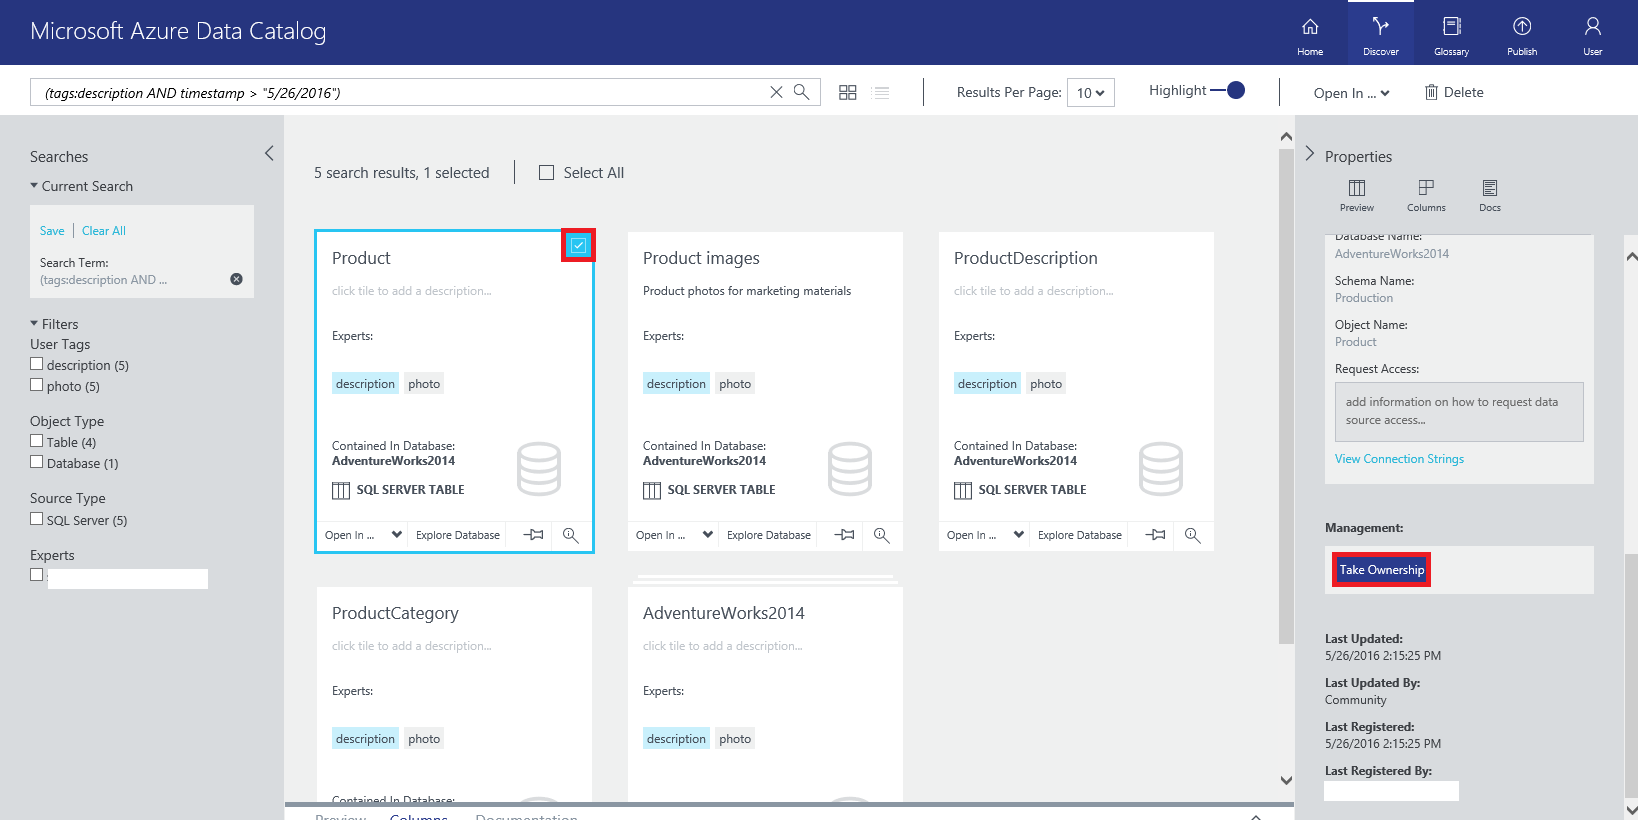 Microsoft Azure Data Catalog
Home
Discover
Glossary
Publish
User
(tags:description AND timestamp > "5/26/2016")
Results Per Page:
10
Highlight
Open In ...
Delete
Searches
Current Search
Save | Clear All
Search Term:
(tags:description AND ...
Filters
User Tags
description (5)
photo (5)
Object Type
Table (4)
Database (1)
Source Type
SQL Server (5)
Experts
5 search results, 1 selected
Select All
Product
click tile to add a description...
Experts:
description photo
Contained In Database:
AdventureWorks2014
SQL SERVER TABLE
Open In ... Explore Database
Product images
Product photos for marketing materials
Experts:
description photo
Contained In Database:
AdventureWorks2014
SQL SERVER TABLE
Open In ... Explore Database
ProductDescription
click tile to add a description...
Experts:
description photo
Contained In Database:
AdventureWorks2014
SQL SERVER TABLE
Open In ... Explore Database
ProductCategory
click tile to add a description...
Experts:
description photo
Contained In Database:
AdventureWorks2014
click tile to add a description...
Experts:
description photo
Preview Columns Documentation
Properties
Preview
Columns
Docs
Database Name:
AdventureWorks2014
Schema Name:
Production
Object Name:
Product
Request Access:
add information on how to request data
source access...
View Connection Strings
Management:
Take Ownership
Last Updated:
5/26/2016 2:15:25 PM
Last Updated By:
Community
Last Registered:
5/26/2016 2:15:25 PM
Last Registered By: